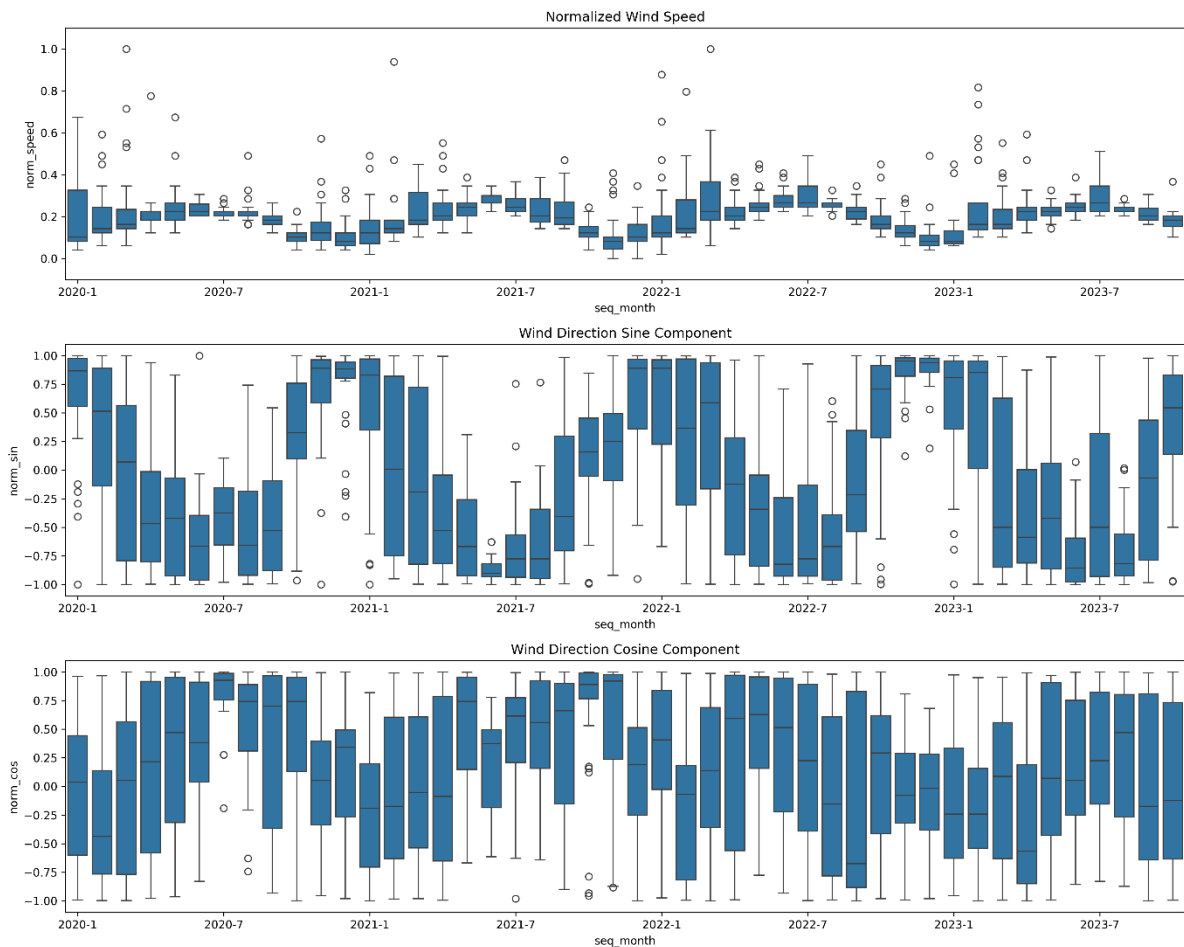 Normalized Wind Speed
1.0
0.8
0.6
0.4
0.2
0.0
norm_speed
2020-1 2020-7 2021-1 2021-7 2022-1 2022-7 2023-1 2023-7
seq_month
Wind Direction Sine Component
1.00
0.75
0.50
0.25
0.00
−0.25
−0.50
−0.75
−1.00
norm_sin
2020-1 2020-7 2021-1 2021-7 2022-1 2022-7 2023-1 2023-7
seq_month
Wind Direction Cosine Component
1.00
0.75
0.50
0.25
0.00
−0.25
−0.50
−0.75
−1.00
norm_cos
2020-1 2020-7 2021-1 2021-7 2022-1 2022-7 2023-1 2023-7
seq_month